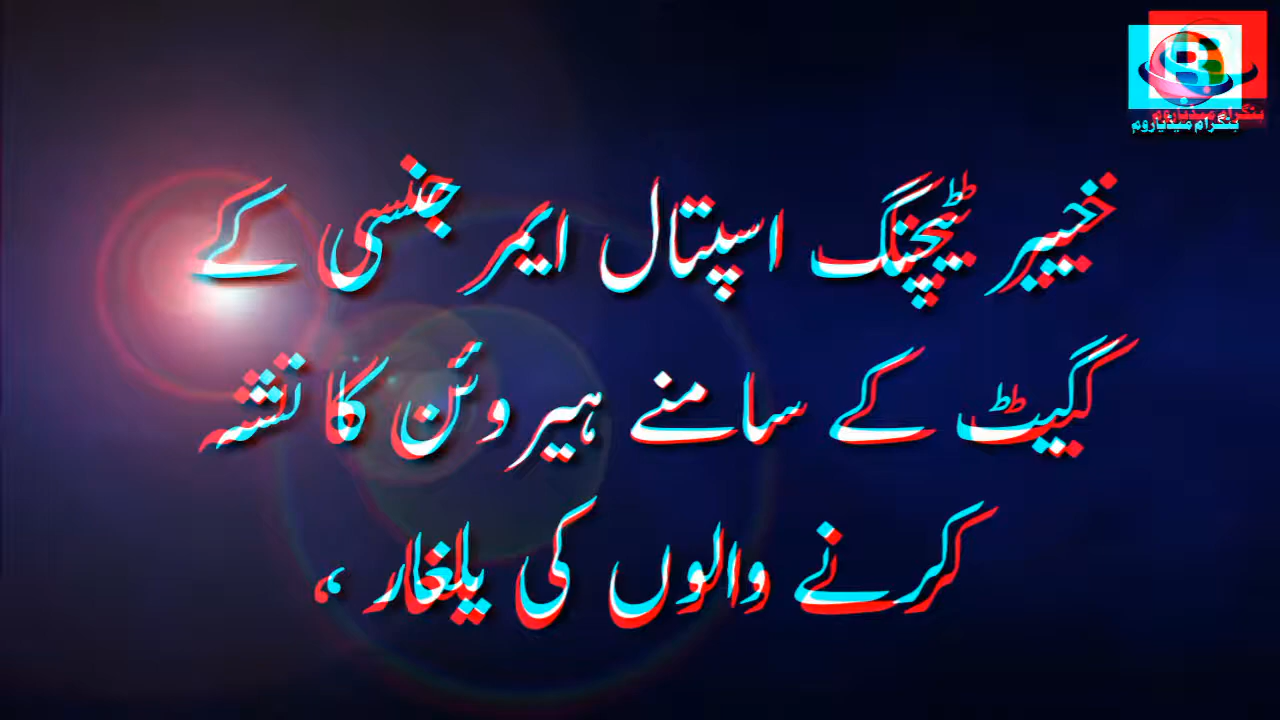 بنگرام میڈیاروم
خیبر ٹیچنگ اسپتال ایمرجنسی کے
گیٹ کے سامنے ہیروئن کا نشہ
کرنے والوں کی یلغار ،